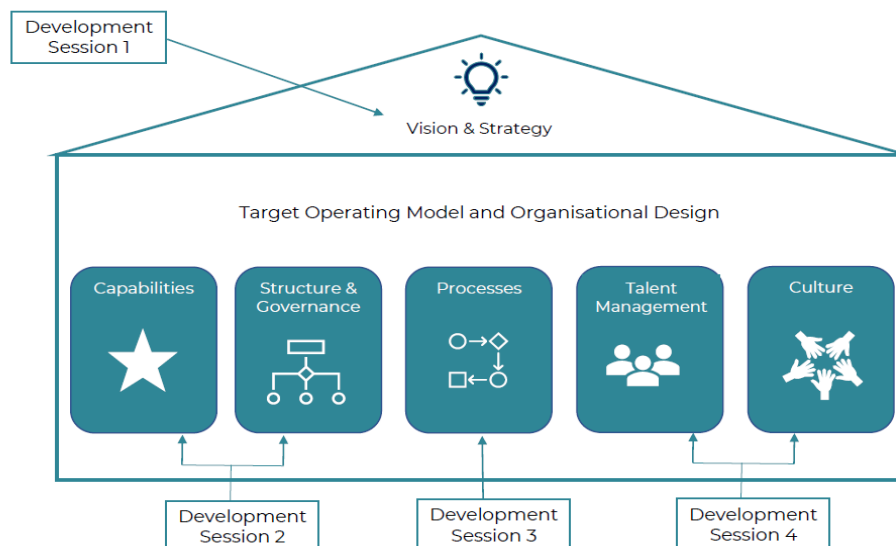 Development
Session 1
Vision & Strategy
Target Operating Model and Organisational Design
Capabilities
Structure &
Governance
Processes
Talent
Management
Culture
Development
Session 2
Development
Session 3
Development
Session 4